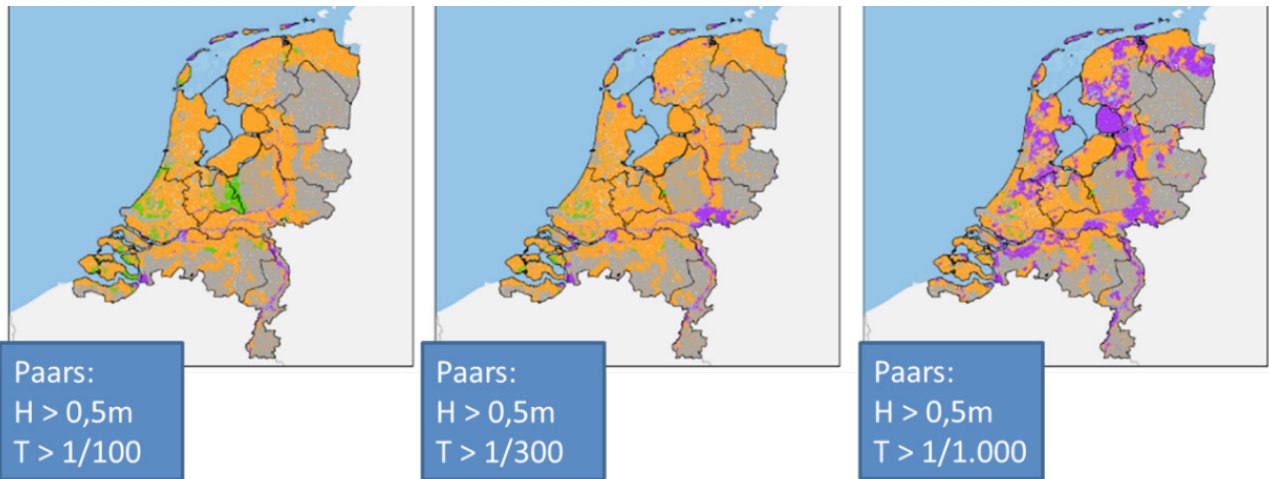 Paars:
H > 0,5m
T > 1/100
Paars:
H > 0,5m
T > 1/300
Paars:
H > 0,5m
T > 1/1.000